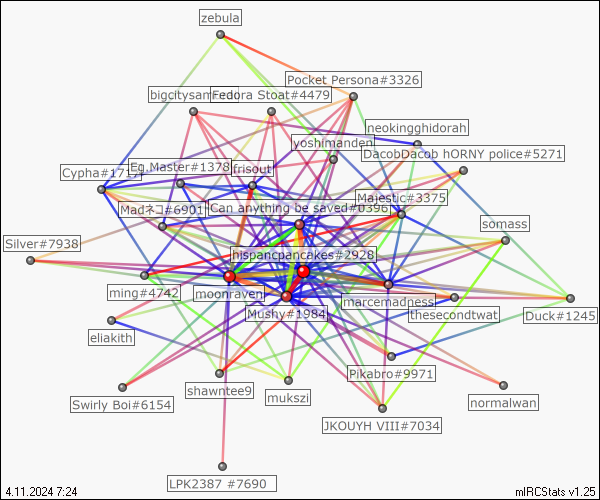 zebula
Pocket Persona#3326
Fedora Stoat#4479
neokingghidorah
yoshimanden
DacobDacob hORNY police#5271
Eg Master#1378
frisout
Cypha#1717
Majestic#3375
Madネコ#6901
Can anything be saved#0396
somass
Silver#7938
hispancpancakes#2928
ming#4742
moonraven
marcemadness
Mushy#1984
thesecondtwat
Duck#1245
eliakith
Pikabro#9971
shawntee9
mukszi
normalwan
Swirly Boi#6154
JKOUYH VIII#7034
LPK2387 #7690
4.11.2024 7:24
mIRCStats v1.25